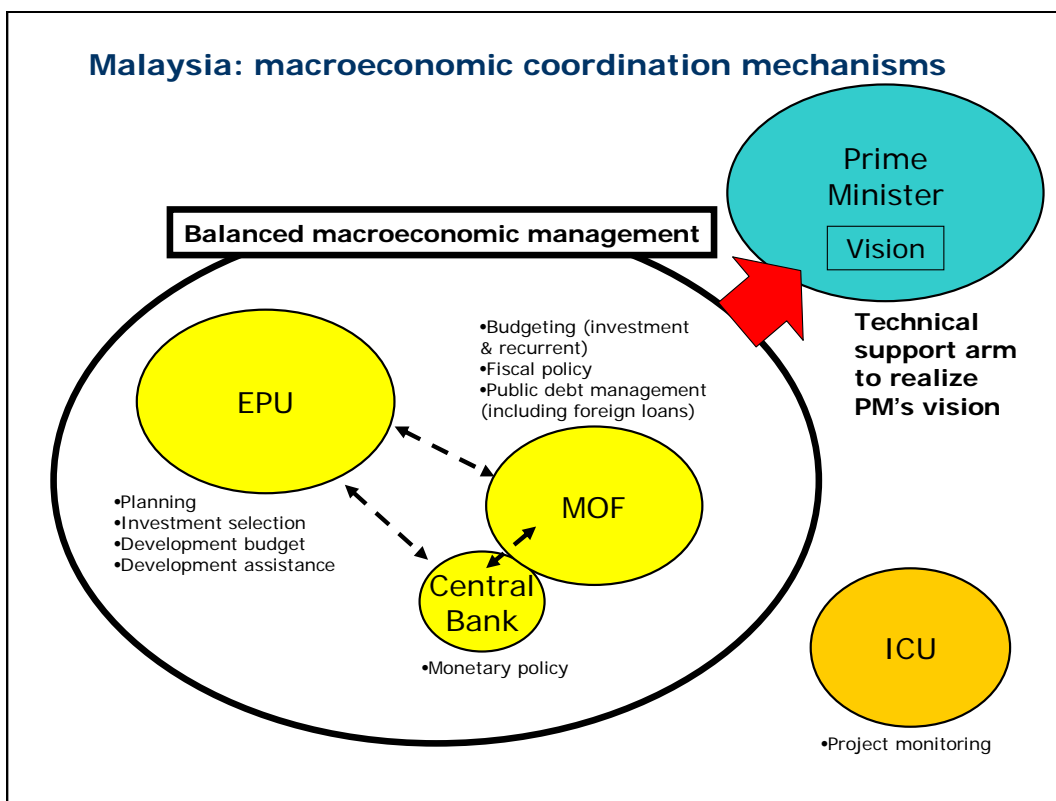 Malaysia: macroeconomic coordination mechanisms
Prime
Minister
Vision
Balanced macroeconomic management
Technical
support arm
to realize
PM's vision
•Budgeting (investment
& recurrent)
•Fiscal policy
•Public debt management
(including foreign loans)
EPU
•Planning
•Investment selection
•Development budget
•Development assistance
MOF
Central
Bank
•Monetary policy
ICU
•Project monitoring